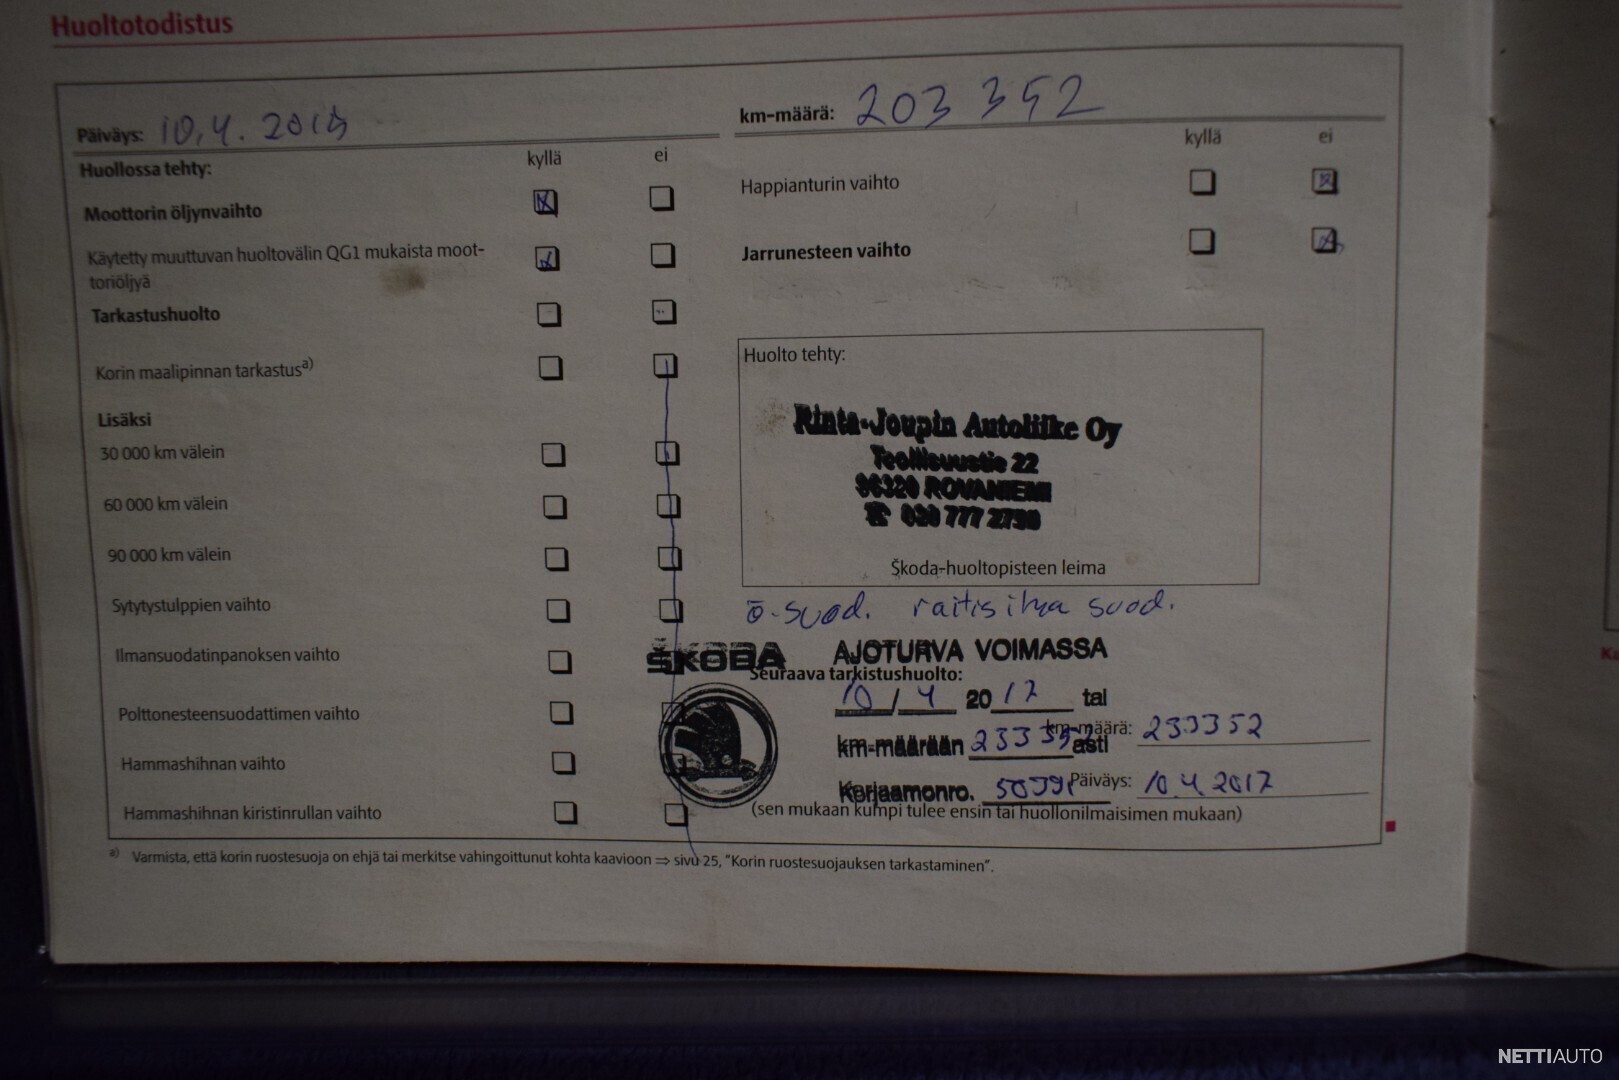 Huoltotodistus
Päiväys: 10.4.
Huollossa tehty:
kyllä ei
Moottorin öljynvaihto
Käytetty muuttuvan huoltovälin QG1 mukaista moot-
toriöljyä
Tarkastushuolto
Korin maalipinnan tarkastus a)
Lisäksi
30 000 km välein
60 000 km välein
90 000 km välein
Sytytystulppien vaihto
Ilmansuodatinpanoksen vaihto
Polttonesteensuodattimen vaihto
Hammashihnan vaihto
Hammashihnan kiristinrullan vaihto
km-määrä: 203 352
kyllä ei
Happianturin vaihto
Jarrunesteen vaihto
Huolto tehty:
Rinta-Joupin Autoliike Oy
Teollisuustie 22
96320 ROVANIEMI
Škoda-huoltopisteen leima
ö-suod. raitisilma suod.
ŠKODA
AJOTURVA VOIMASSA
Seuraava tarkistushuolto:
10 / 4 2017 tai
km-määrään 233352 asti
km-määrä: 233352
Korjaamonro.
Päiväys: 10.4.2017
(sen mukaan kumpi tulee ensin tai huollonilmaisimen mukaan)
a) Varmista, että korin ruostesuoja on ehjä tai merkitse vahingoittunut kohta kaavioon ⇒ sivu 25, "Korin ruostesuojauksen tarkastaminen".
NETTIAUTO